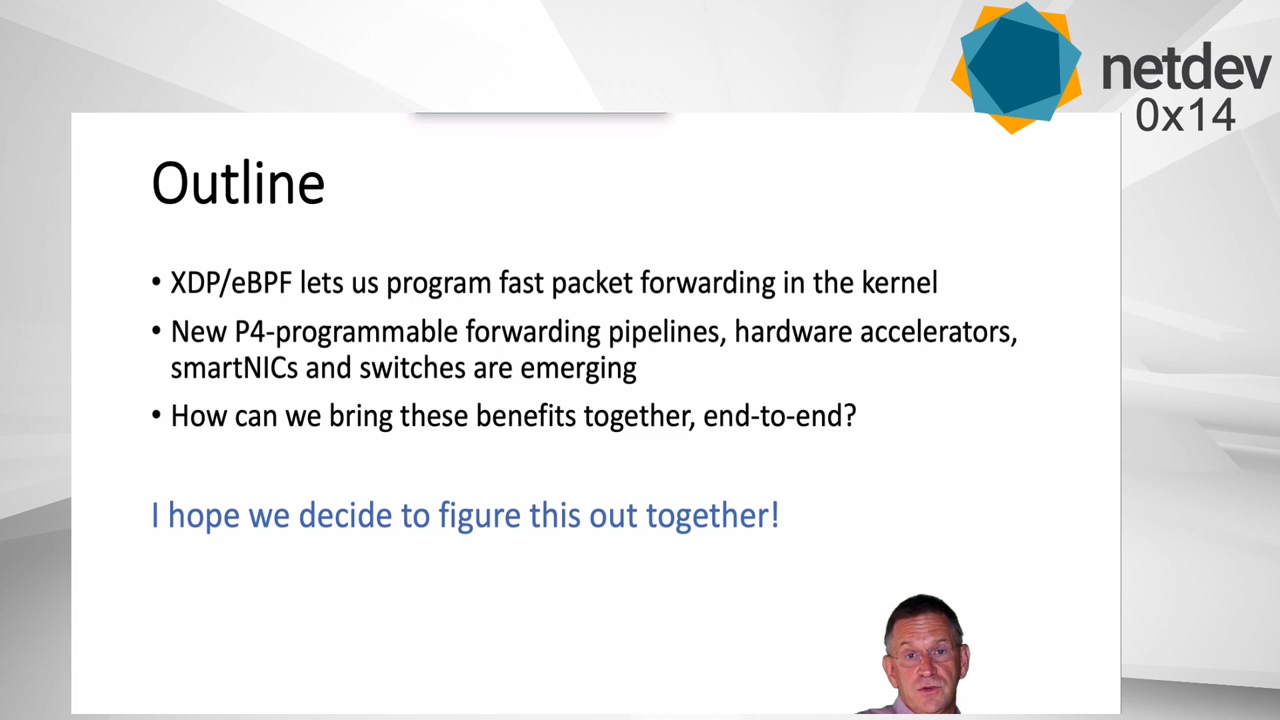 netdev
0x14
Outline
• XDP/eBPF lets us program fast packet forwarding in the kernel
• New P4-programmable forwarding pipelines, hardware accelerators,
smartNICs and switches are emerging
• How can we bring these benefits together, end-to-end?
I hope we decide to figure this out together!